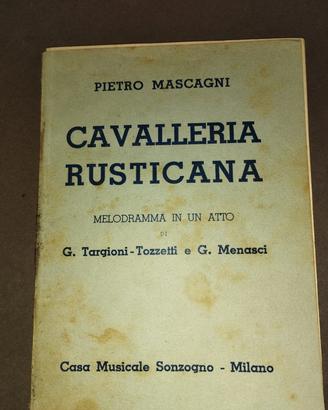 PIETRO MASCAGNI
CAVALLERIA
RUSTICANA
MELODRAMMA IN UN ATTO
DI
G. Targioni-Tozzetti e G. Menasci
Casa Musicale Sonzogno - Milano